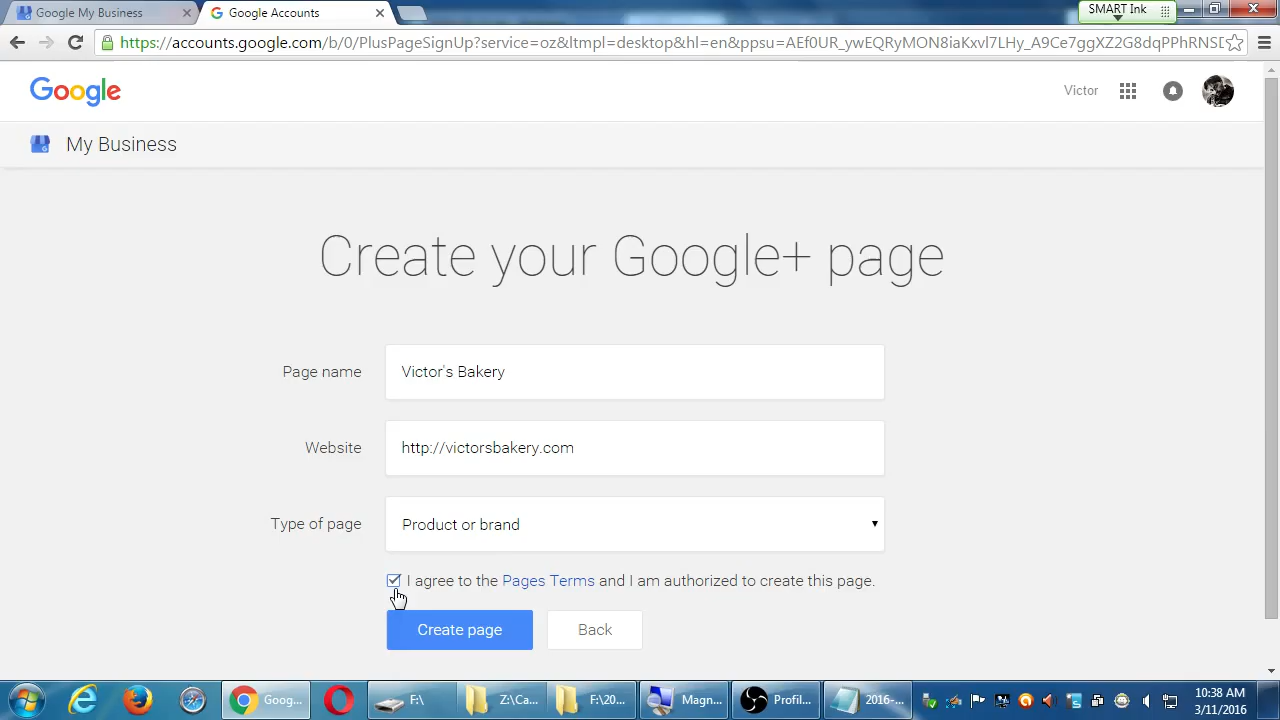 Google My Business
Google Accounts
SMART Ink
https://accounts.google.com/b/0/PlusPageSignUp?service=oz&ltmpl=desktop&hl=en&ppsu=AEf0UR_ywEQRyMON8iaKxvl7LHy_A9Ce7ggXZ2G8dqPPhRNSD
Google
Victor
My Business
Create your Google+ page
Page name
Victor's Bakery
Website
http://victorsbakery.com
Type of page
Product or brand
I agree to the Pages Terms and I am authorized to create this page.
Create page
Back
Goog...
F:\
Z:\Ca...
F:\20...
Magn...
Profil...
2016-...
10:38 AM
3/11/2016